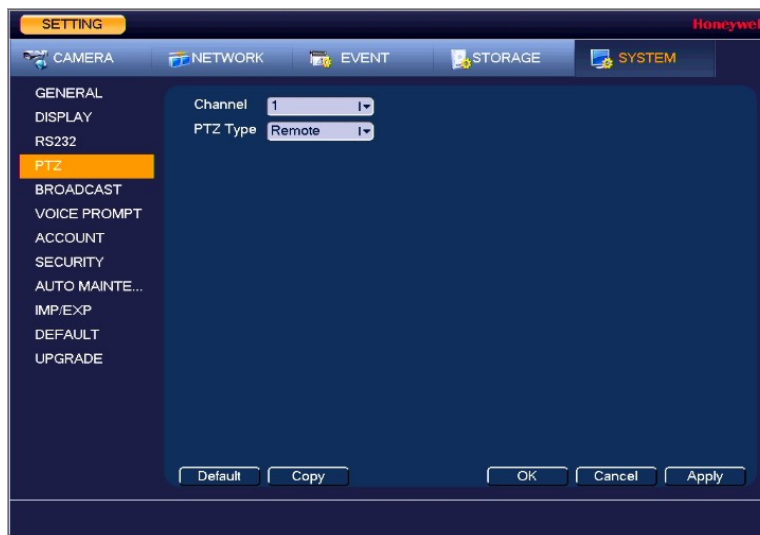 SETTING
Honeywel
CAMERA NETWORK EVENT STORAGE SYSTEM
GENERAL
DISPLAY
RS232
PTZ
BROADCAST
VOICE PROMPT
ACCOUNT
SECURITY
AUTO MAINTE...
IMP/EXP
DEFAULT
UPGRADE
Channel 1
PTZ Type Remote
Default Copy OK Cancel Apply